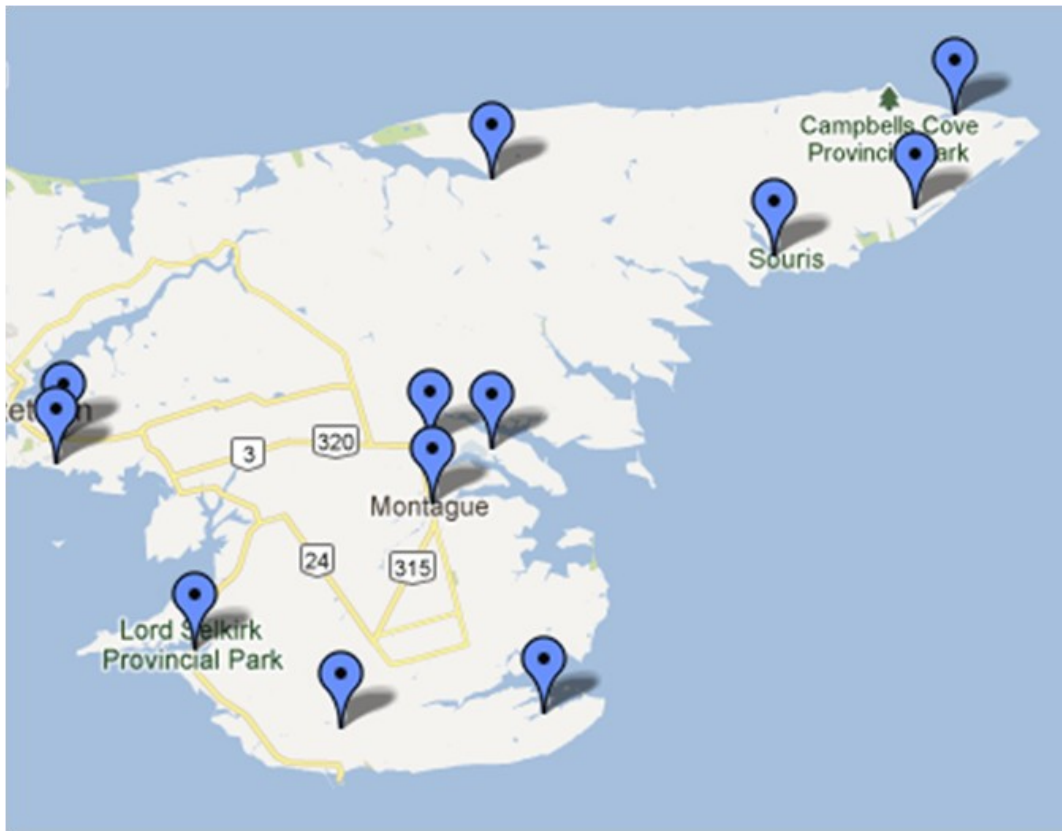 Campbells Cove
Provincial Park
Souris
3
320
Montague
24
315
Lord Selkirk
Provincial Park